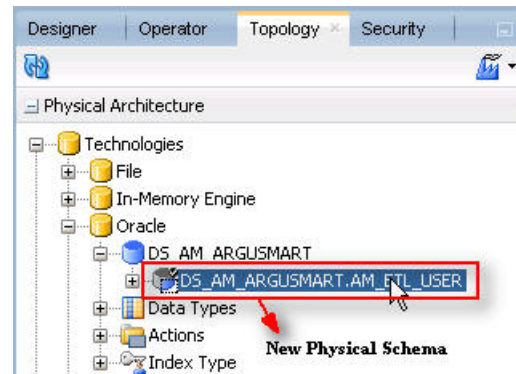 Designer Operator Topology Security
Physical Architecture
Technologies
File
In-Memory Engine
Oracle
DS_AM_ARGUSMART
DS_AM_ARGUSMART.AM_ETL_USER
Data Types
Actions
Index Type
New Physical Schema